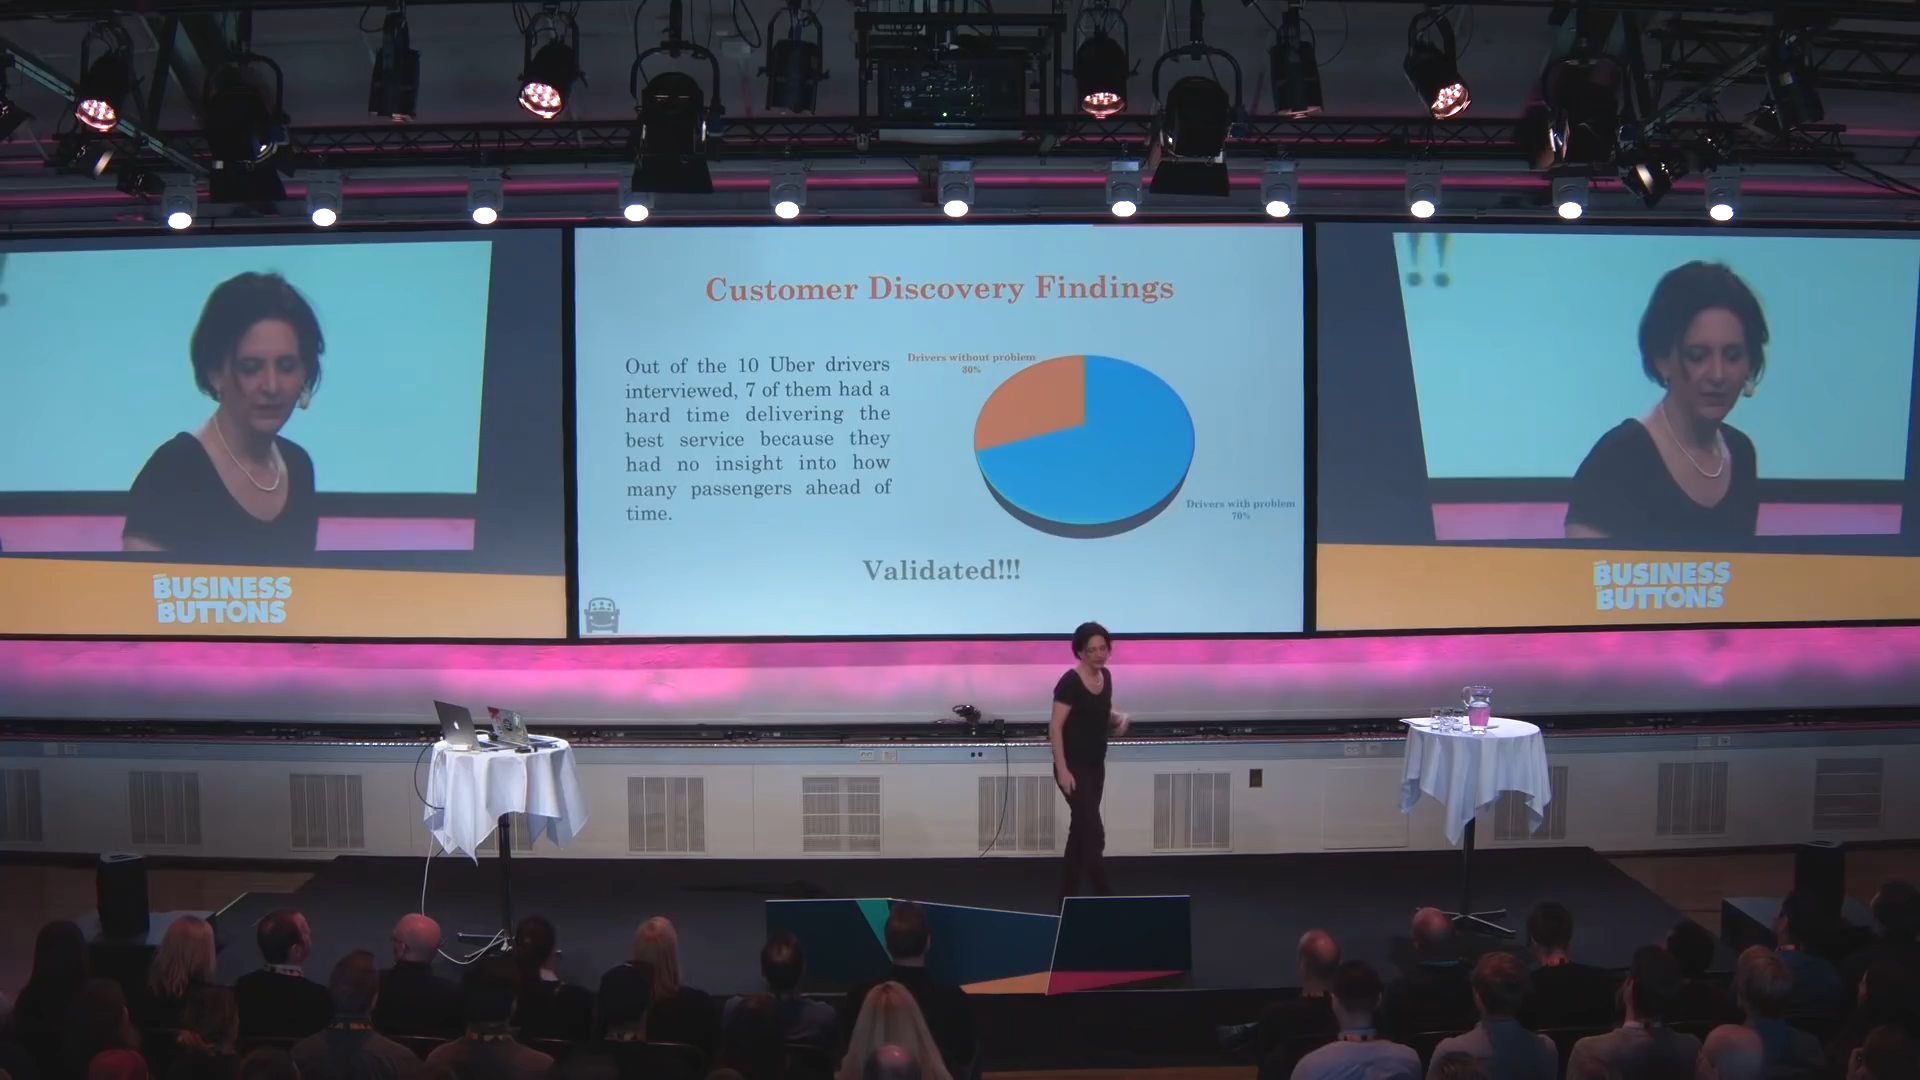 Customer Discovery Findings
Out of the 10 Uber drivers
interviewed, 7 of them had a
hard time delivering the
best service because they
had no insight into how
many passengers ahead of
time.
Drivers without problem
30%
Drivers with problem
70%
Validated!!!
BUSINESS
BUTTONS
BUSINESS
BUTTONS